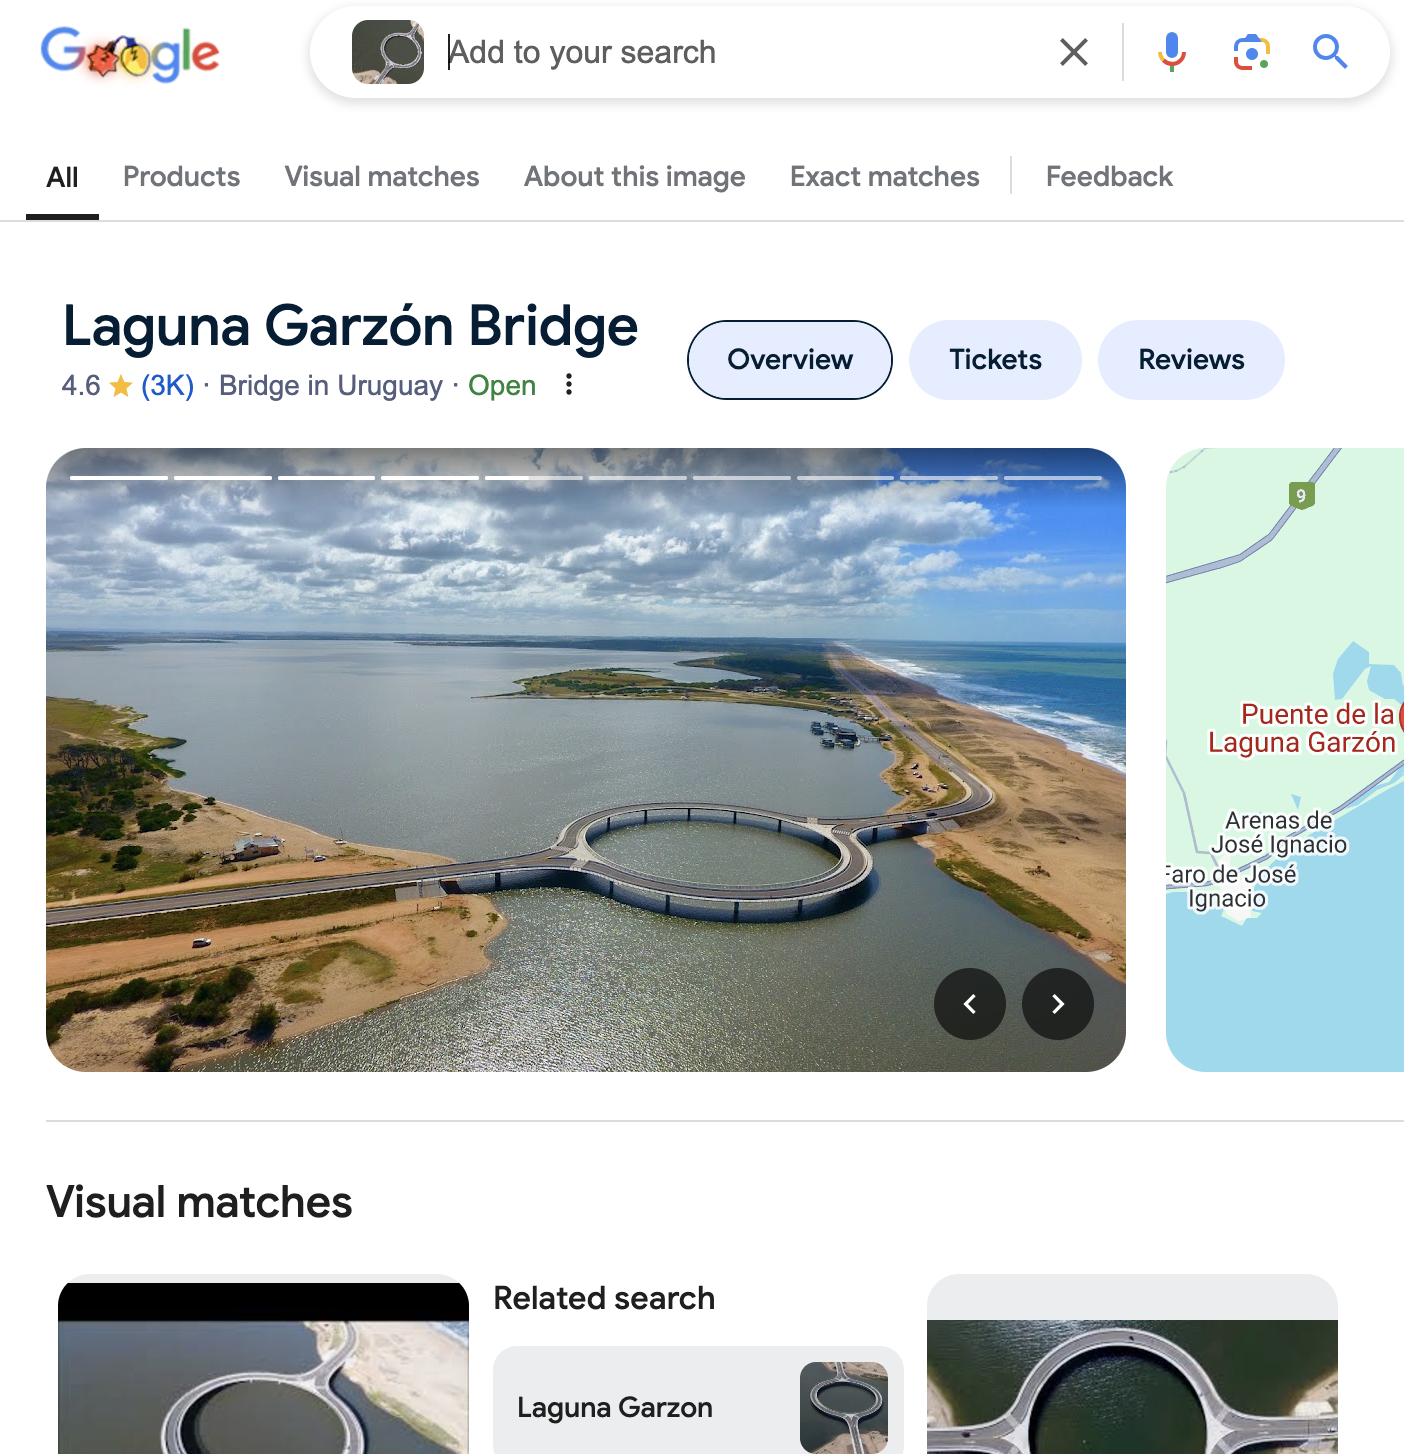 Google
Add to your search
All Products Visual matches About this image Exact matches Feedback
Laguna Garzón Bridge
4.6 ★ (3K) · Bridge in Uruguay · Open
Overview Tickets Reviews
9
Puente de la
Laguna Garzón
Arenas de
José Ignacio
Faro de José
Ignacio
Visual matches
Related search
Laguna Garzon